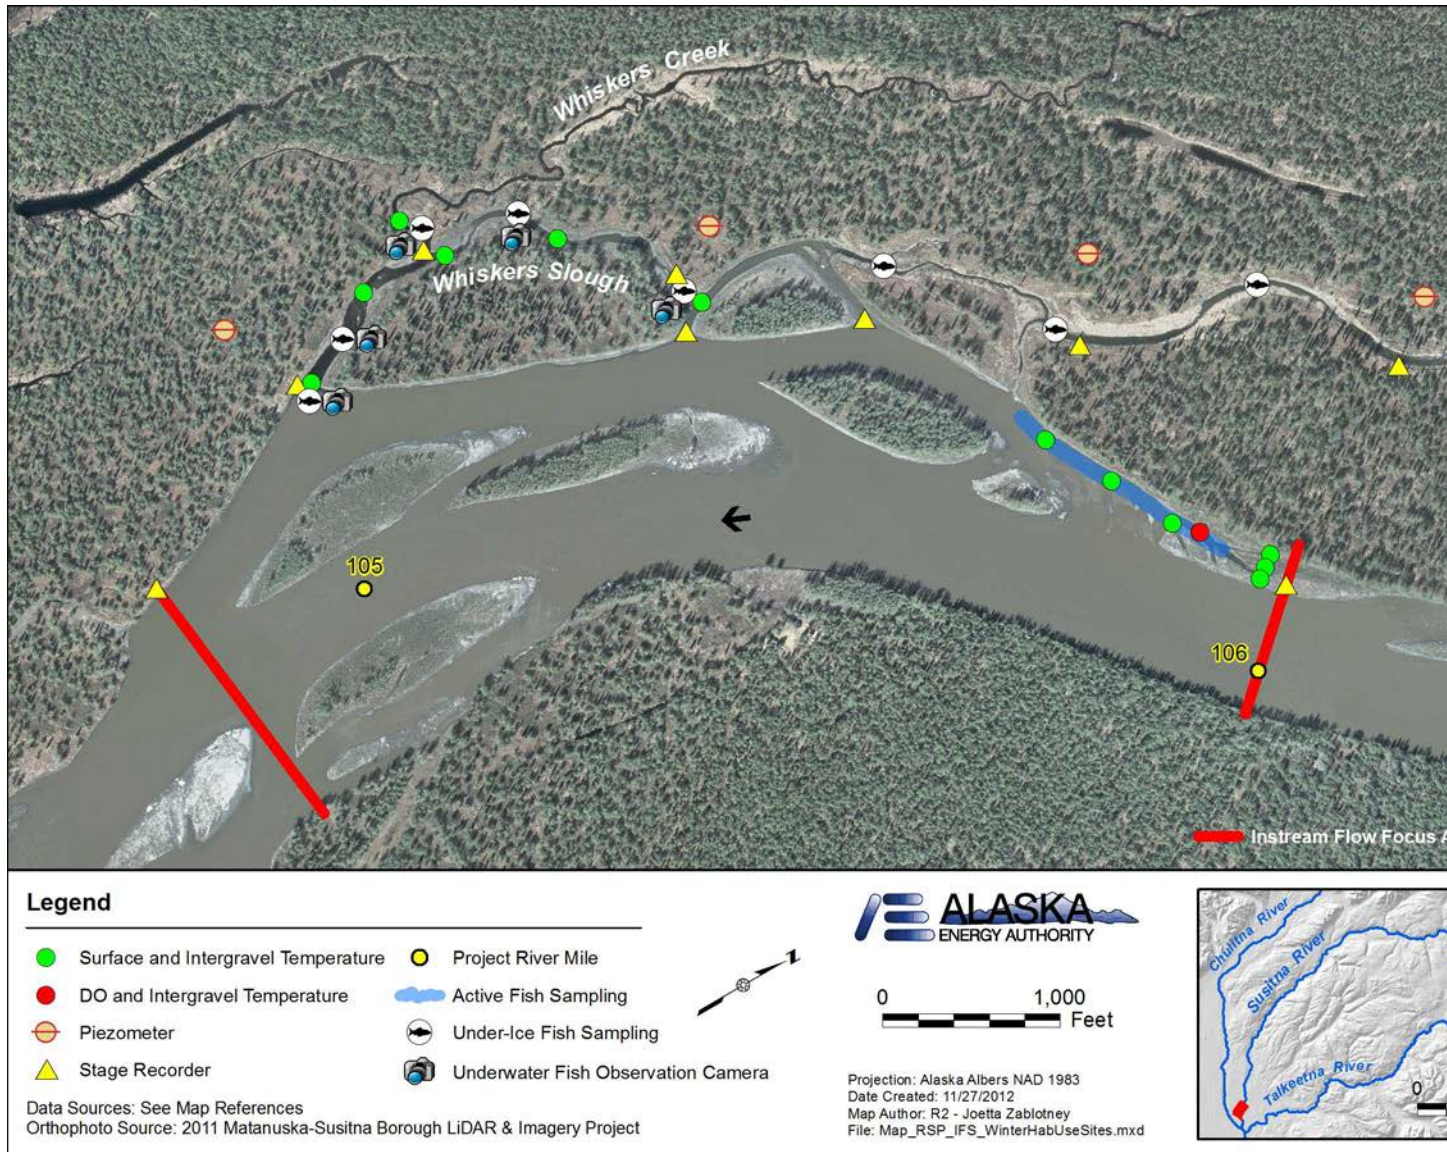 Whiskers Creek
Whiskers Slough
105
106
Instream Flow Focus A
Legend
Surface and Intergravel Temperature
DO and Intergravel Temperature
Piezometer
Stage Recorder
Project River Mile
Active Fish Sampling
Under-Ice Fish Sampling
Underwater Fish Observation Camera
Data Sources: See Map References
Orthophoto Source: 2011 Matanuska-Susitna Borough LiDAR & Imagery Project
Z
ALASKA
ENERGY AUTHORITY
0 1,000
Feet
Projection: Alaska Albers NAD 1983
Date Created: 11/27/2012
Map Author: R2 - Joetta Zablotney
File: Map_RSP_IFS_WinterHabUseSites.mxd
Chulitna River
Susitna River
Talkeetna River
0